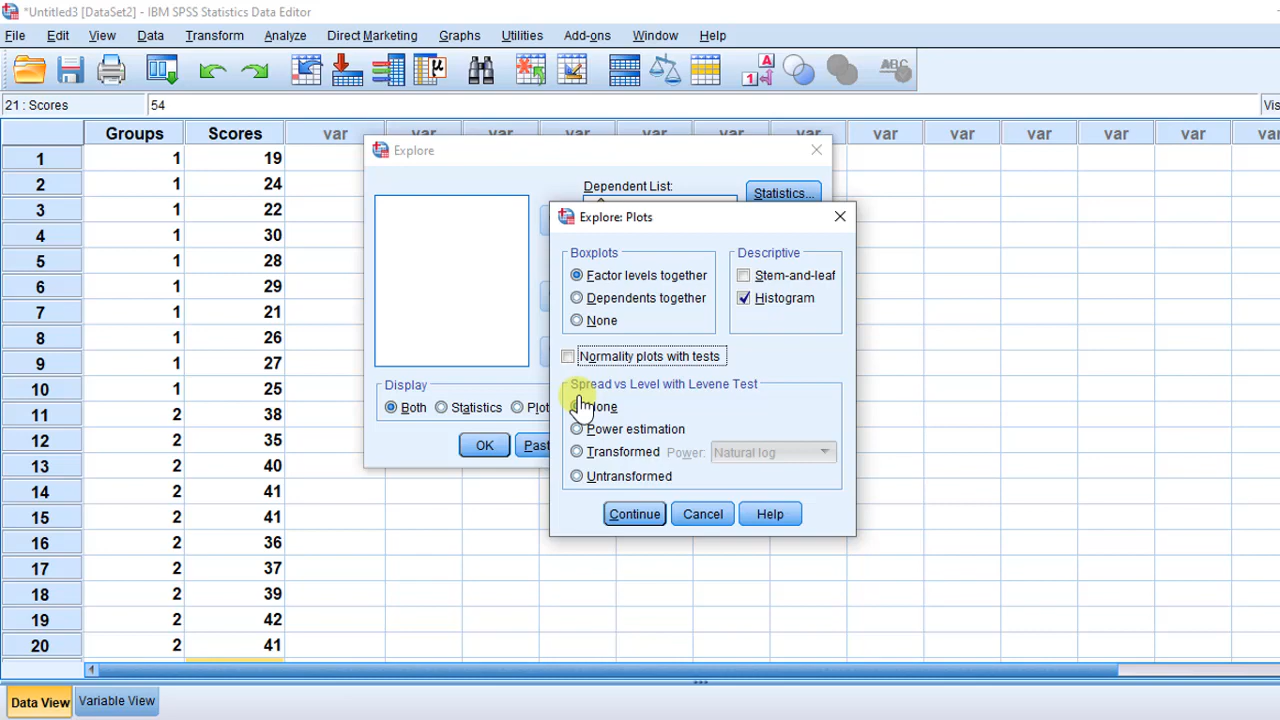 *Untitled3 [DataSet2] - IBM SPSS Statistics Data Editor
File Edit View Data Transform Analyze Direct Marketing Graphs Utilities Add-ons Window Help
21 : Scores 54 Vis
Groups Scores var var var var var var var var var var var var var
1 1 19
2 1 24
3 1 22
4 1 30
5 1 28
6 1 29
7 1 21
8 1 26
9 1 27
10 1 25
11 2 38
12 2 35
13 2 40
14 2 41
15 2 41
16 2 36
17 2 37
18 2 39
19 2 42
20 2 41
Explore
Dependent List:
Statistics...
Display
Both Statistics Plot
OK Past
Explore: Plots
Boxplots
Factor levels together
Dependents together
None
Descriptive
Stem-and-leaf
Histogram
Normality plots with tests
Spread vs Level with Levene Test
None
Power estimation
Transformed Power: Natural log
Untransformed
Continue Cancel Help
Data View Variable View